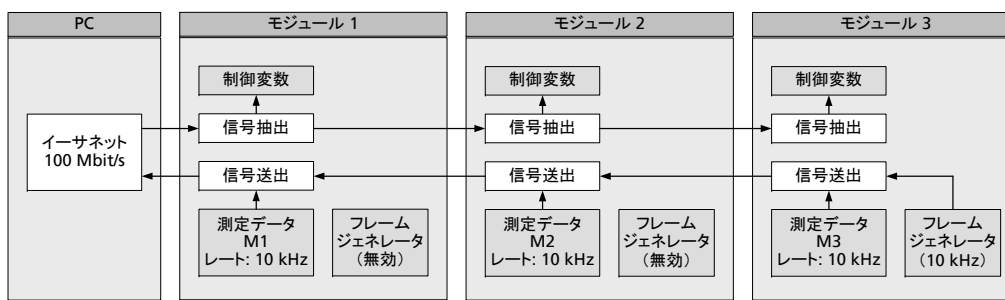 PC
モジュール 1
モジュール 2
モジュール 3
イーサネット
100 Mbit/s
制御変数
信号抽出
信号送出
測定データ
M1
レート: 10 kHz
フレーム
ジェネレータ
（無効）
制御変数
信号抽出
信号送出
測定データ
M2
レート: 10 kHz
フレーム
ジェネレータ
（無効）
制御変数
信号抽出
信号送出
測定データ
M3
レート: 10 kHz
フレーム
ジェネレータ
（10 kHz）